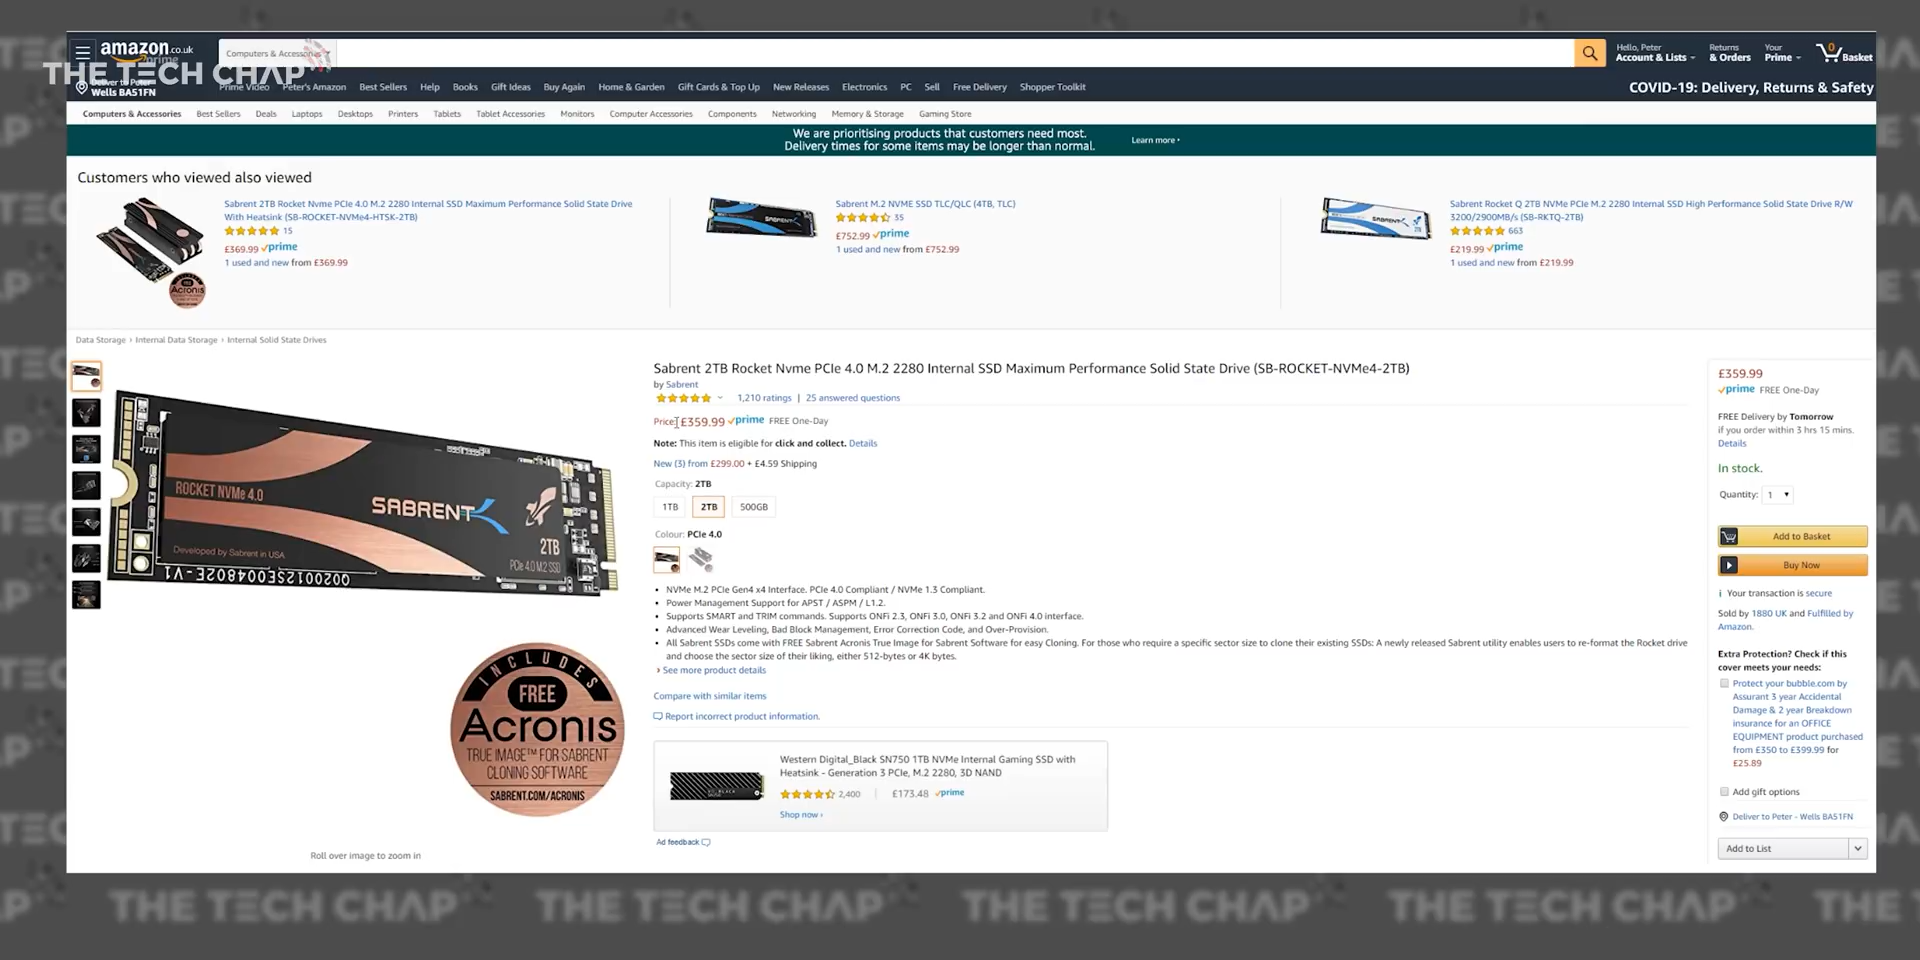 amazon.co.uk
prime
Computers & Accessories
THE TECH CHAP
Hello, Peter
Account & Lists
Returns
& Orders
Your
Prime
0
Basket
Deliver to Peter
Wells BA51FN
Prime Video Peter's Amazon Best Sellers Help Books Gift Ideas Buy Again Home & Garden Gift Cards & Top Up New Releases Electronics PC Sell Free Delivery Shopper Toolkit
COVID-19: Delivery, Returns & Safety
Computers & Accessories Best Sellers Deals Laptops Desktops Printers Tablets Tablet Accessories Monitors Computer Accessories Components Networking Memory & Storage Gaming Store
We are prioritising products that customers need most.
Delivery times for some items may be longer than normal.
Learn more ›
Customers who viewed also viewed
Sabrent 2TB Rocket Nvme PCIe 4.0 M.2 2280 Internal SSD Maximum Performance Solid State Drive
With Heatsink (SB-ROCKET-NVMe4-HTSK-2TB)
15
£369.99 prime
1 used and new from £369.99
Acronis
Sabrent M.2 NVME SSD TLC/QLC (4TB, TLC)
35
£752.99 prime
1 used and new from £752.99
SABRENT
Sabrent Rocket Q 2TB NVMe PCIe M.2 2280 Internal SSD High Performance Solid State Drive R/W
3200/2900MB/s (SB-RKTQ-2TB)
663
£219.99 prime
1 used and new from £219.99
SABRENT
Data Storage › Internal Data Storage › Internal Solid State Drives
Sabrent 2TB Rocket Nvme PCIe 4.0 M.2 2280 Internal SSD Maximum Performance Solid State Drive (SB-ROCKET-NVMe4-2TB)
by Sabrent
1,210 ratings | 25 answered questions
Price: £359.99 prime FREE One-Day
Note: This item is eligible for click and collect. Details
New (3) from £299.00 + £4.59 Shipping
Capacity: 2TB
1TB 2TB 500GB
Colour: PCIe 4.0
• NVMe M.2 PCIe Gen4 x4 Interface. PCIe 4.0 Compliant / NVMe 1.3 Compliant.
• Power Management Support for APST / ASPM / L1.2.
• Supports SMART and TRIM commands. Supports ONFi 2.3, ONFi 3.0, ONFi 3.2 and ONFi 4.0 interface.
• Advanced Wear Leveling, Bad Block Management, Error Correction Code, and Over-Provision.
• All Sabrent SSDs come with FREE Sabrent Acronis True Image for Sabrent Software for easy Cloning. For those who require a specific sector size to clone their existing SSDs: A newly released Sabrent utility enables users to re-format the Rocket drive
and choose the sector size of their liking, either 512-bytes or 4K bytes.
› See more product details
Compare with similar items
Report incorrect product information.
Western Digital_Black SN750 1TB NVMe Internal Gaming SSD with
Heatsink - Generation 3 PCIe, M.2 2280, 3D NAND
2,400 | £173.48 prime
Shop now ›
Ad feedback
ROCKET NVMe 4.0
SABRENT
2TB
PCIe 4.0 M.2 SSD
Developed by Sabrent in USA
QD200125E004802E-V1
INCLUDES
FREE
Acronis
TRUE IMAGE™ FOR SABRENT
CLONING SOFTWARE
SABRENT.COM/ACRONIS
Roll over image to zoom in
£359.99
prime FREE One-Day
FREE Delivery by Tomorrow
if you order within 3 hrs 15 mins.
Details
In stock.
Quantity: 1
Add to Basket
Buy Now
Your transaction is secure
Sold by 1880 UK and Fulfilled by
Amazon.
Extra Protection? Check if this
cover meets your needs:
Protect your bubble.com by
Assurant 3 year Accidental
Damage & 2 year Breakdown
insurance for an OFFICE
EQUIPMENT product purchased
from £350 to £399.99 for
£25.89
Add gift options
Deliver to Peter - Wells BA51FN
Add to List
THE TECH CHAP THE TECH CHAP THE TECH CHAP THE TECH CHAP